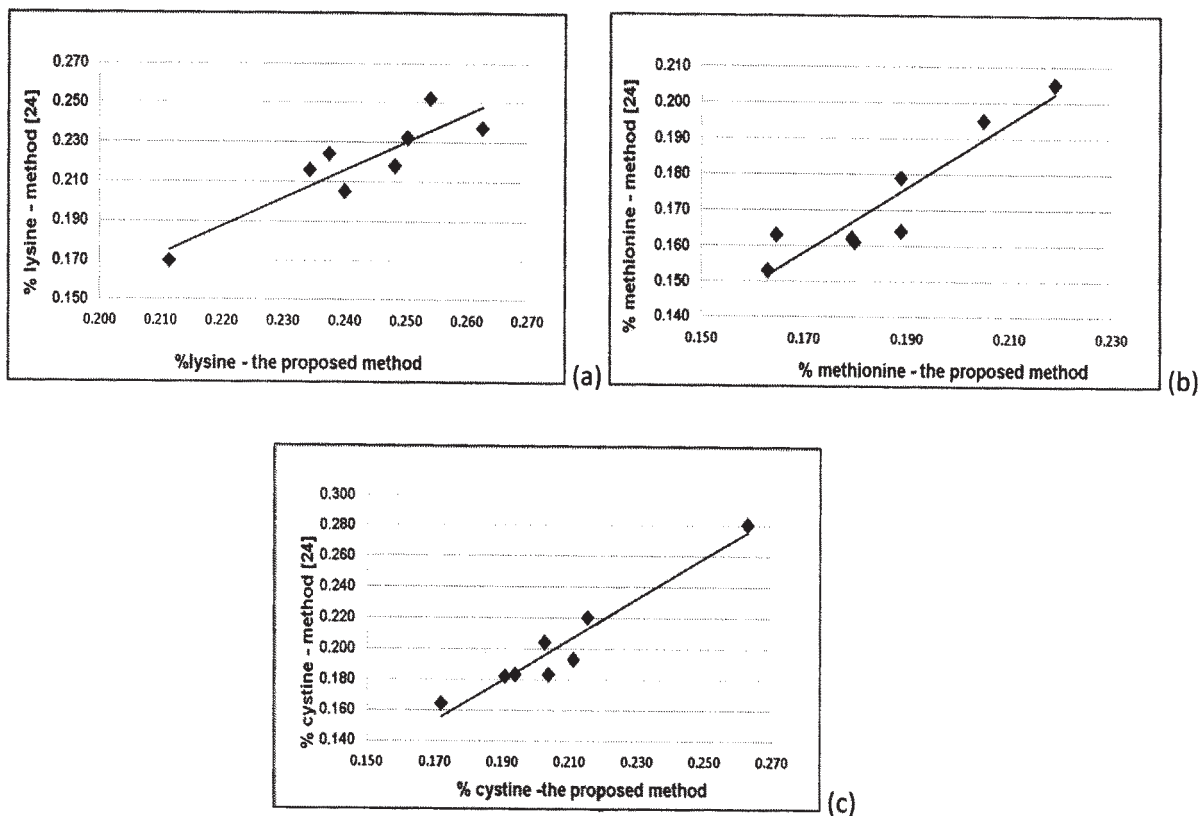 0.270
0.250
0.230
0.210
0.190
0.170
0.150
% lysine - method [24]
0.200 0.210 0.220 0.230 0.240 0.250 0.260 0.270
%lysine - the proposed method
(a)
0.210
0.200
0.190
0.180
0.170
0.160
0.150
0.140
% methionine - method [24]
0.150 0.170 0.190 0.210 0.230
% methionine - the proposed method
(b)
0.300
0.280
0.260
0.240
0.220
0.200
0.180
0.160
0.140
% cystine - method [24]
0.150 0.170 0.190 0.210 0.230 0.250 0.270
% cystine -the proposed method
(c)